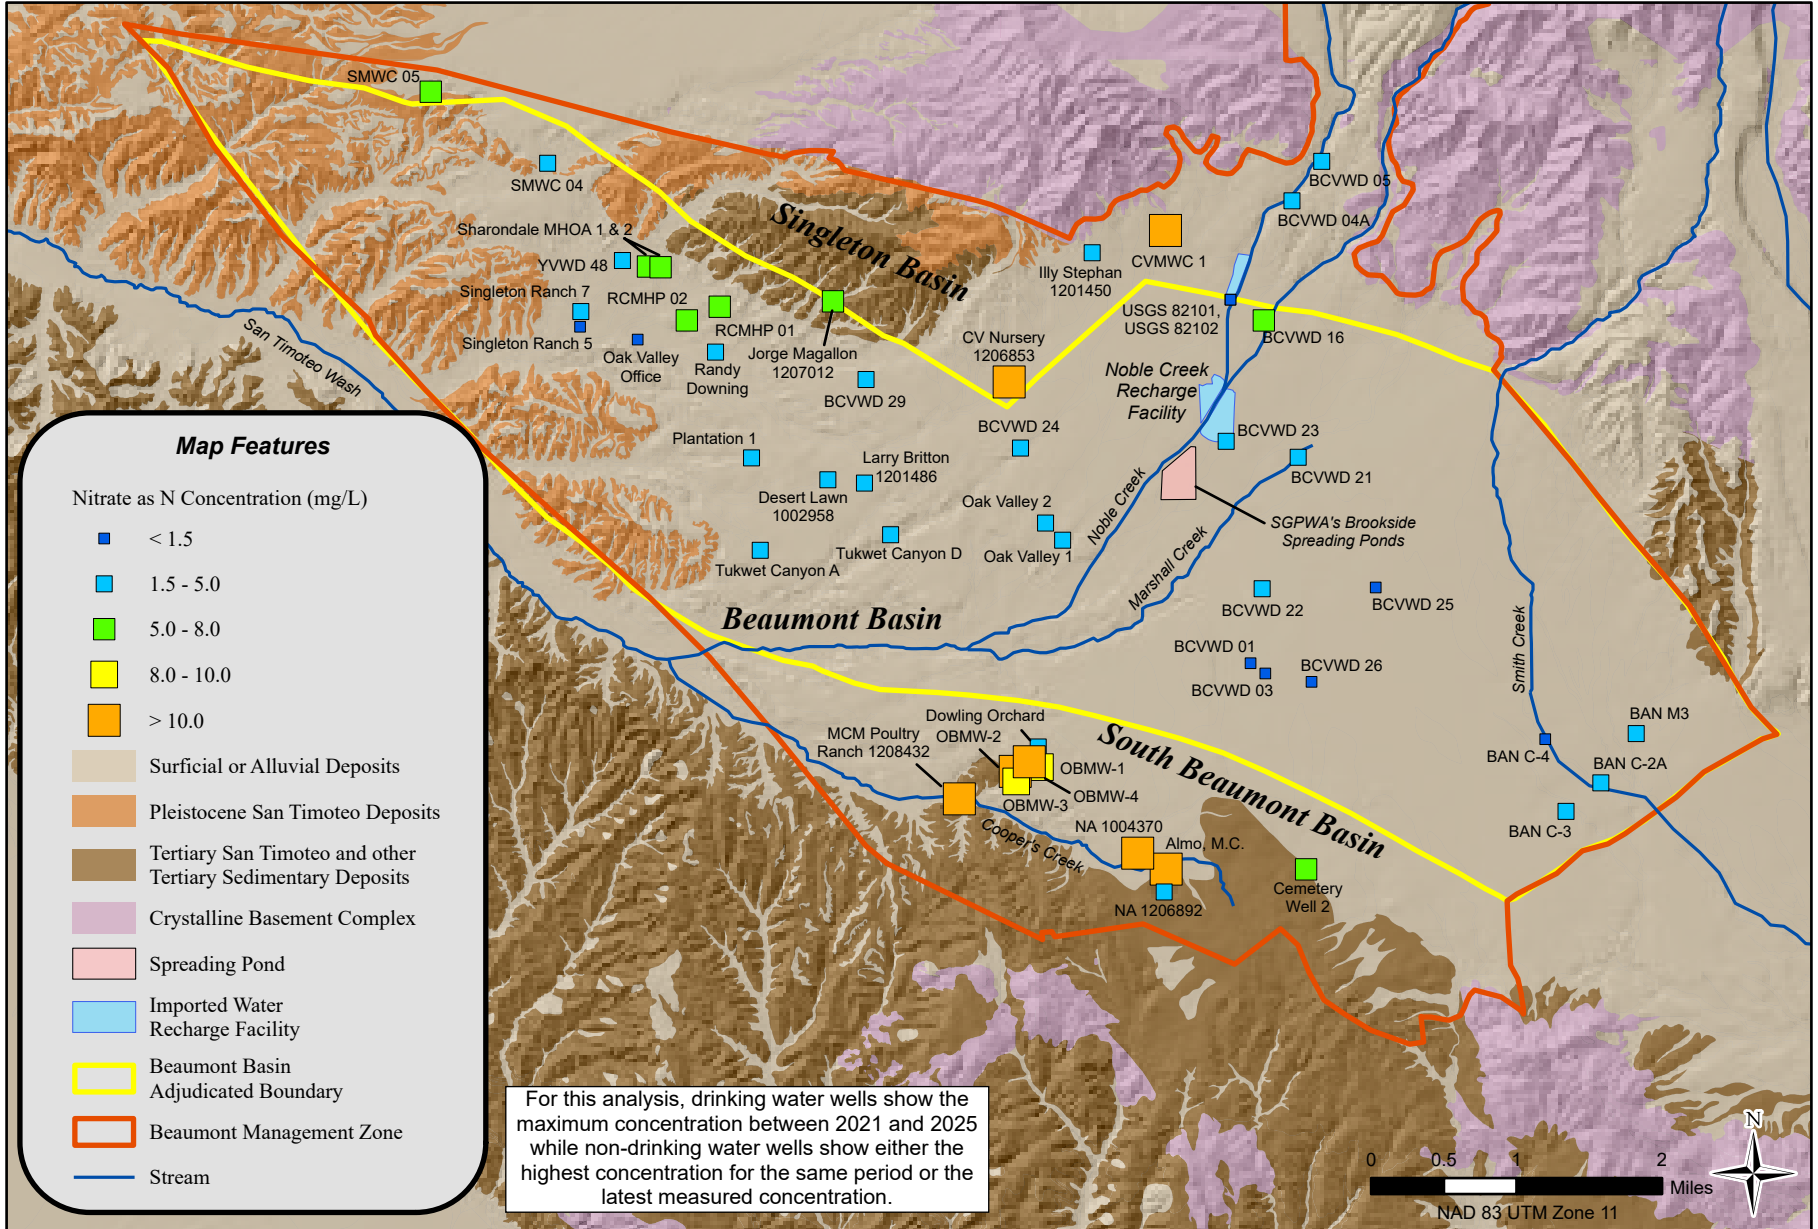 SMWC 05
SMWC 04
Sharondale MHOA 1 & 2
YVWD 48
Singleton Ranch 7
Singleton Ranch 5
RCMHP 02
RCMHP 01
Oak Valley
Office
Randy
Downing
Jorge Magallon
1207012
Singleton Basin
BCVWD 29
CV Nursery
1206853
Illy Stephan
1201450
CVMWC 1
BCVWD 05
BCVWD 04A
USGS 82101,
USGS 82102
BCVWD 16
Noble Creek
Recharge
Facility
BCVWD 24
BCVWD 23
BCVWD 21
San Timoteo Wash
Plantation 1
Desert Lawn
1002958
Larry Britton
1201486
Tukwet Canyon D
Tukwet Canyon A
Oak Valley 2
Oak Valley 1
Noble Creek
Marshall Creek
SGPWA's Brookside
Spreading Ponds
Beaumont Basin
BCVWD 22
BCVWD 25
BCVWD 01
BCVWD 03
BCVWD 26
Smith Creek
BAN M3
BAN C-4
BAN C-2A
BAN C-3
South Beaumont Basin
Dowling Orchard
OBMW-2
MCM Poultry
Ranch 1208432
OBMW-1
OBMW-4
OBMW-3
Cooper's Creek
NA 1004370
Almo, M.C.
NA 1206892
Cemetery
Well 2
Map Features
Nitrate as N Concentration (mg/L)
< 1.5
1.5 - 5.0
5.0 - 8.0
8.0 - 10.0
> 10.0
Surficial or Alluvial Deposits
Pleistocene San Timoteo Deposits
Tertiary San Timoteo and other
Tertiary Sedimentary Deposits
Crystalline Basement Complex
Spreading Pond
Imported Water
Recharge Facility
Beaumont Basin
Adjudicated Boundary
Beaumont Management Zone
Stream
For this analysis, drinking water wells show the
maximum concentration between 2021 and 2025
while non-drinking water wells show either the
highest concentration for the same period or the
latest measured concentration.
N
0 0.5 1 2
Miles
NAD 83 UTM Zone 11